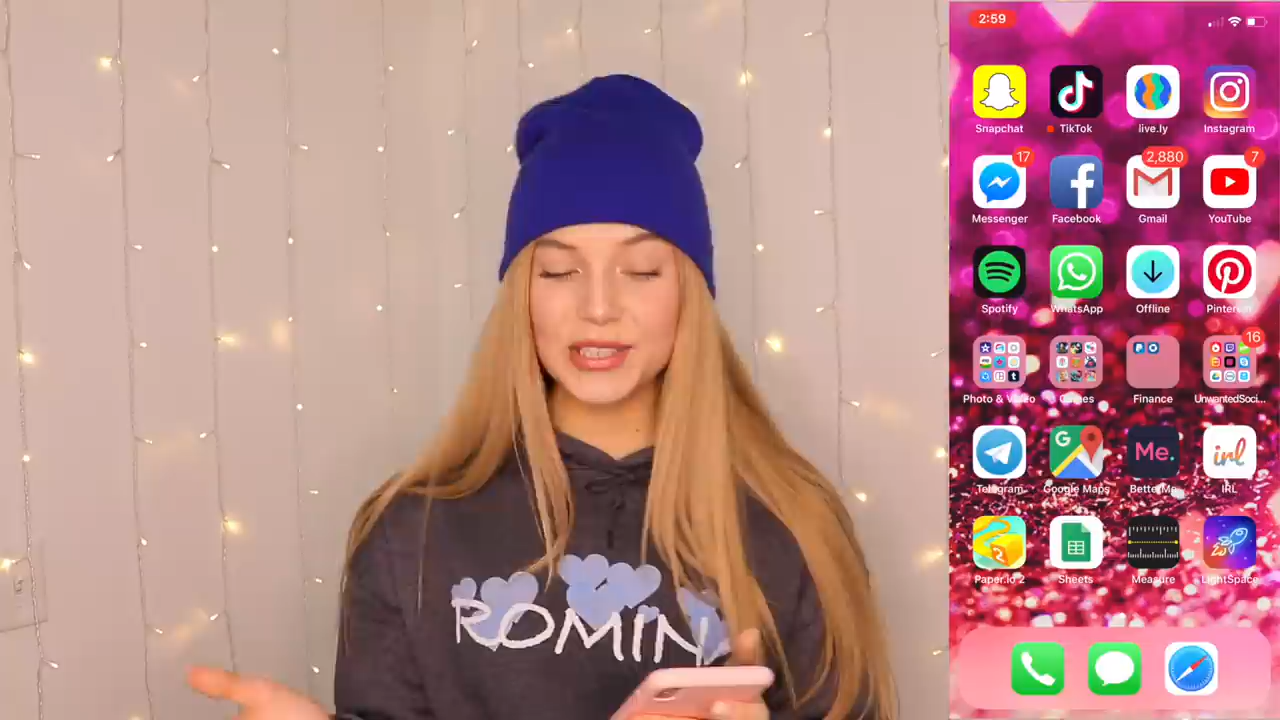 2:59
Snapchat TikTok live.ly Instagram
17 2,880 7
Messenger Facebook Gmail YouTube
Spotify WhatsApp Offline Pinterest
16
Photo & Video Games Finance UnwantedSoci...
Me. irl
Telegram Google Maps BetterMe IRL
Paper.io 2 Sheets Measure LightSpace
ROMIN